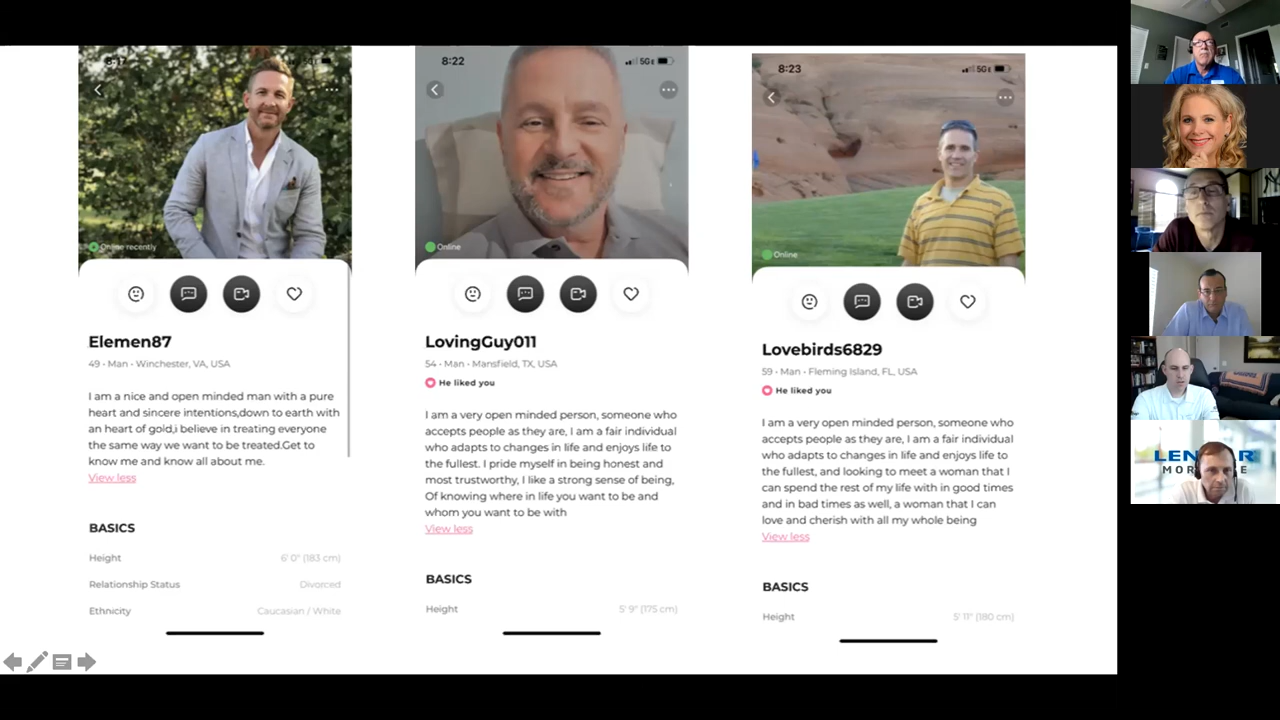 8:22
5GE
8:23
5GE
Online recently
Online
Online
Elemen87
49 • Man • Winchester, VA, USA
I am a nice and open minded man with a pure
heart and sincere intentions,down to earth with
an heart of gold,i believe in treating everyone
the same way we want to be treated.Get to
know me and know all about me.
View less
BASICS
Height
6' 0" (183 cm)
Relationship Status
Divorced
Ethnicity
Caucasian / White
LovingGuy011
54 • Man • Mansfield, TX, USA
He liked you
I am a very open minded person, someone who
accepts people as they are, I am a fair individual
who adapts to changes in life and enjoys life to
the fullest. I pride myself in being honest and
most trustworthy, I like a strong sense of being,
Of knowing where in life you want to be and
whom you want to be with
View less
BASICS
Height
5' 9" (175 cm)
Lovebirds6829
59 • Man • Fleming Island, FL, USA
He liked you
I am a very open minded person, someone who
accepts people as they are, I am a fair individual
who adapts to changes in life and enjoys life to
the fullest, and looking to meet a woman that I
can spend the rest of my life with in good times
and in bad times as well, a woman that I can
love and cherish with all my whole being
View less
BASICS
Height
5' 11" (180 cm)